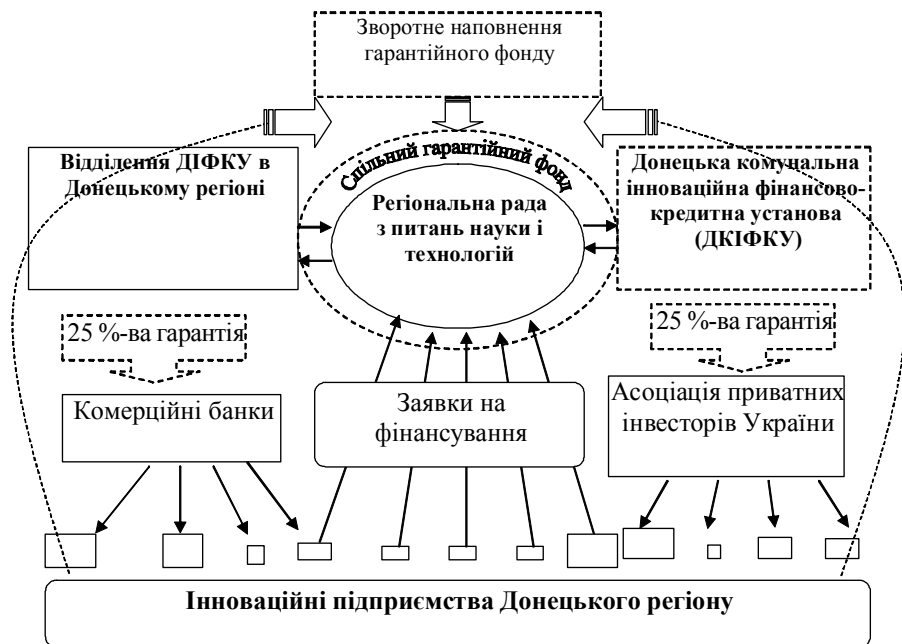 Зворотне наповнення
гарантійного фонду
Спільний гарантійний фонд
Відділення ДІФКУ в
Донецькому регіоні
Регіональна рада
з питань науки і
технологій
Донецька комунальна
інноваційна фінансово-
кредитна установа
(ДКІФКУ)
25 %-ва гарантія
25 %-ва гарантія
Комерційні банки
Заявки на
фінансування
Асоціація приватних
інвесторів України
Інноваційні підприємства Донецького регіону